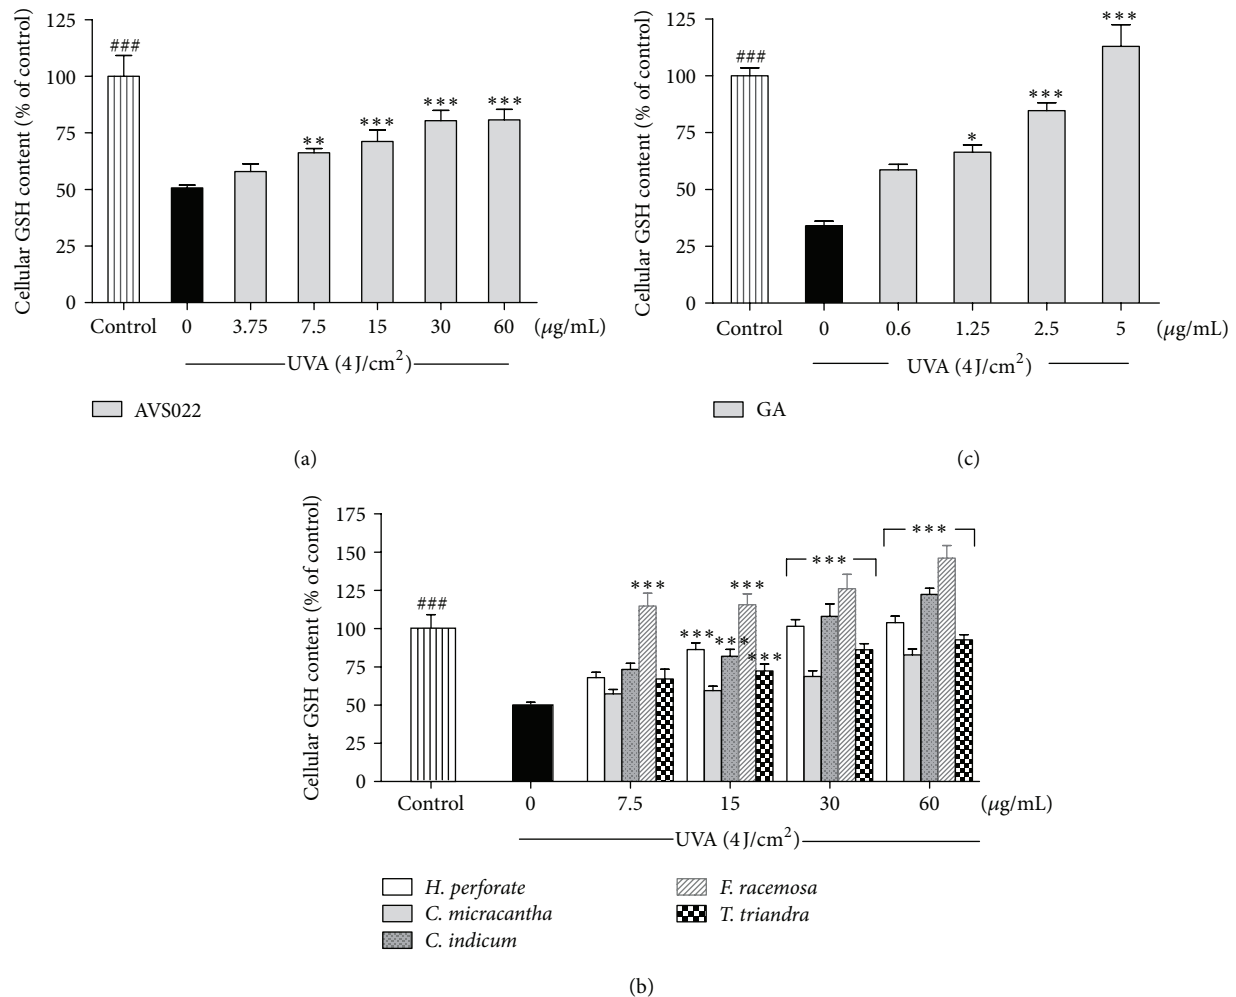 Cellular GSH content (% of control)
125
100
75
50
25
0
###
**
***
***
***
Control 0 3.75 7.5 15 30 60 (μg/mL)
UVA (4 J/cm²)
AVS022
(a)
Cellular GSH content (% of control)
125
100
75
50
25
0
###
*
***
***
Control 0 0.6 1.25 2.5 5 (μg/mL)
UVA (4 J/cm²)
GA
(c)
Cellular GSH content (% of control)
175
150
125
100
75
50
25
0
###
***
***
***
***
***
***
***
Control 0 7.5 15 30 60 (μg/mL)
UVA (4 J/cm²)
H. perforate
C. micracantha
C. indicum
F. racemosa
T. triandra
(b)